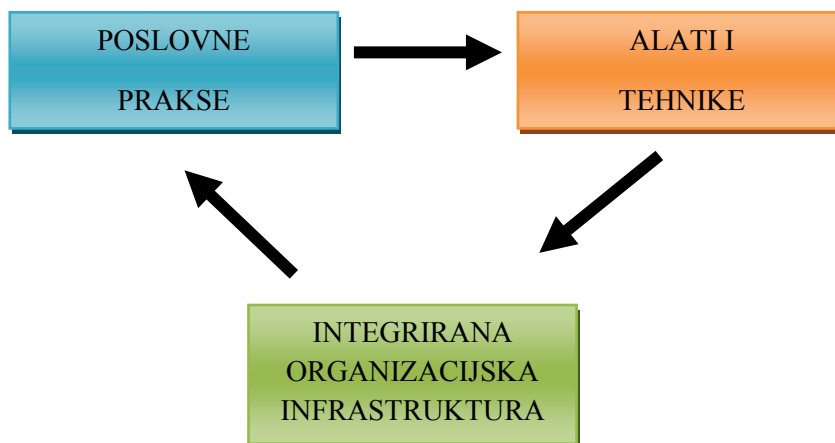 POSLOVNE
PRAKSE
ALATI I
TEHNIKE
INTEGRIRANA
ORGANIZACIJSKA
INFRASTRUKTURA